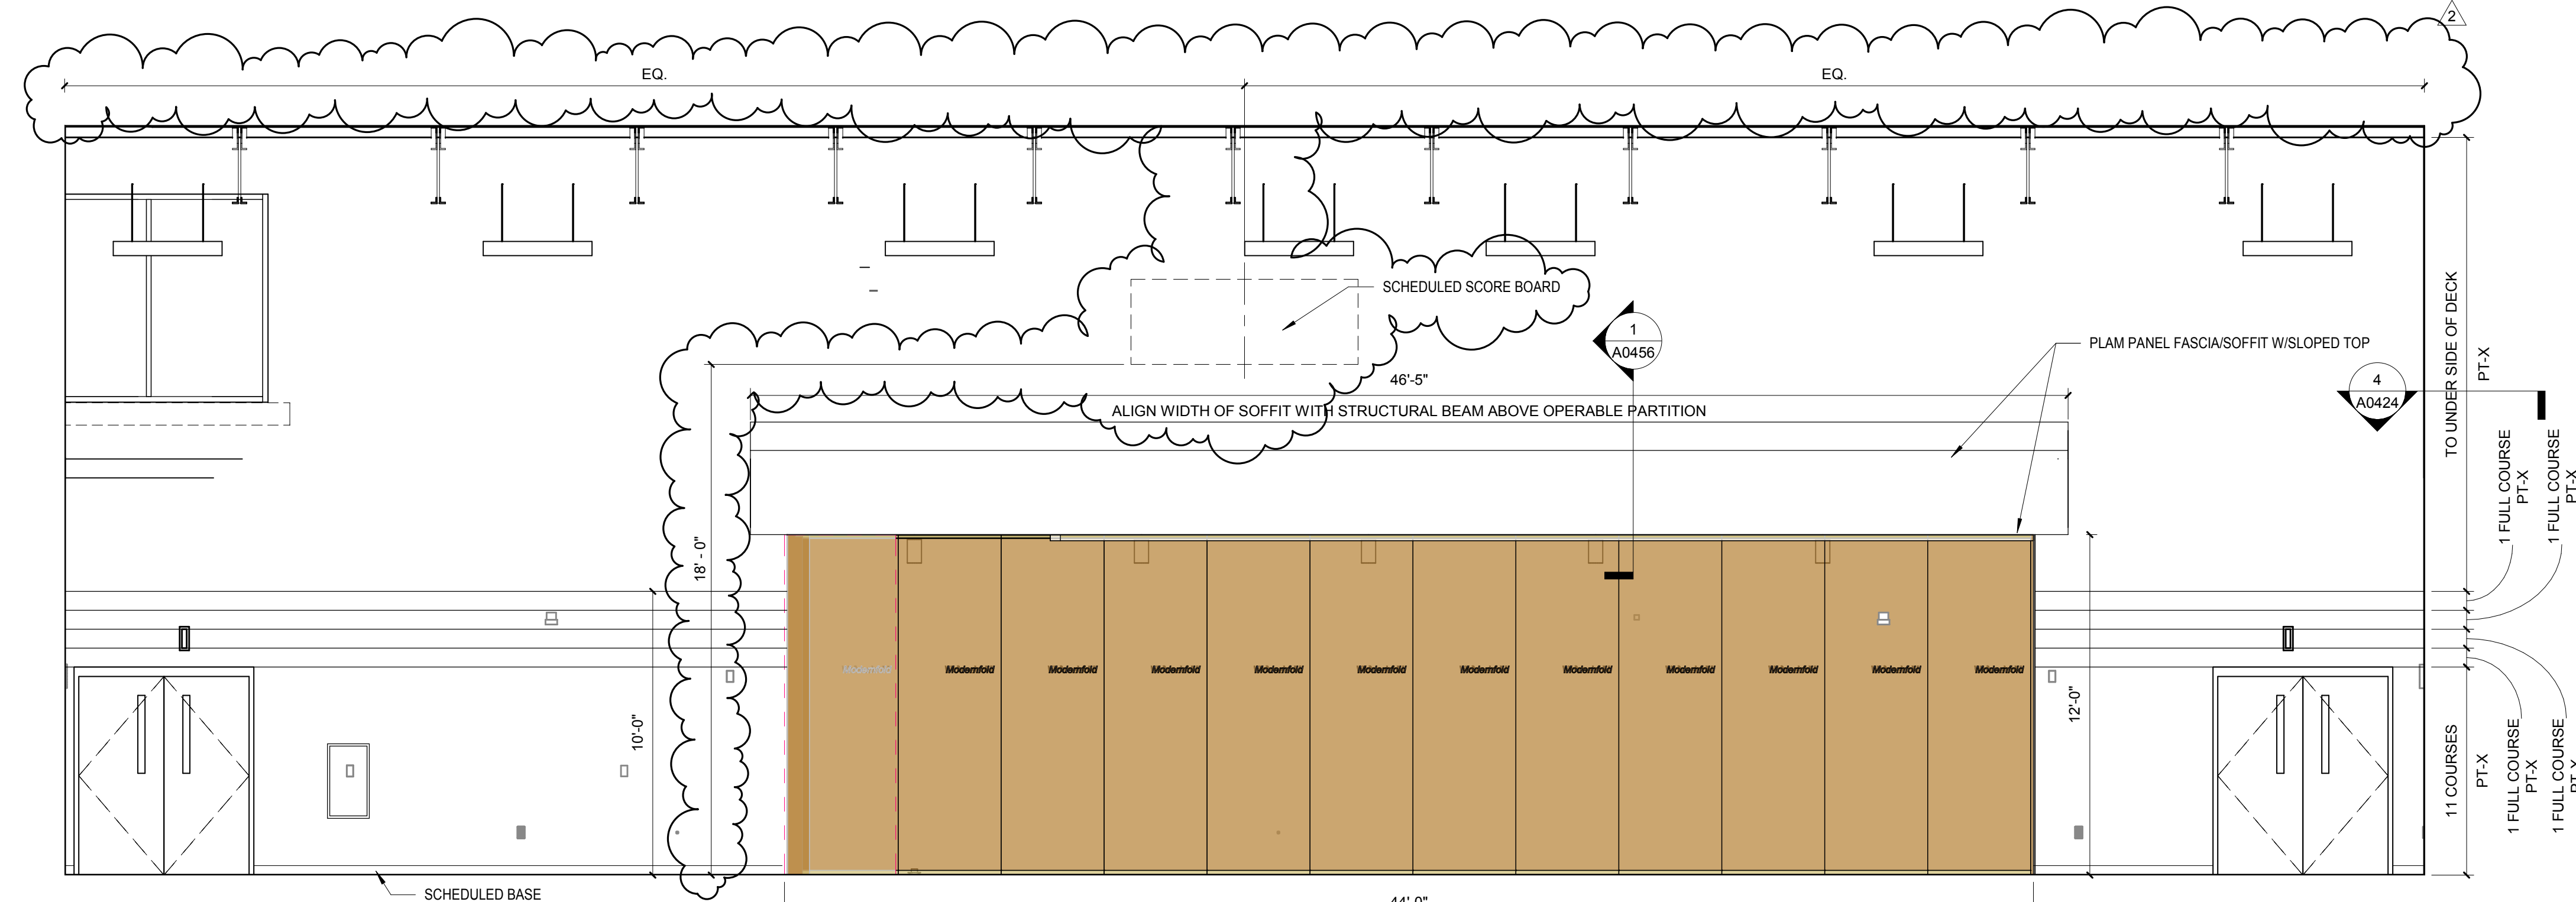 2
EQ.
EQ.
SCHEDULED SCORE BOARD
1
A0456
PLAM PANEL FASCIA/SOFFIT W/SLOPED TOP
4
A0424
46'-5"
ALIGN WIDTH OF SOFFIT WITH STRUCTURAL BEAM ABOVE OPERABLE PARTITION
TO UNDER SIDE OF DECK
PT-X
1 FULL COURSE
PT-X
1 FULL COURSE
PT-X
18' - 0"
10'-0"
12'-0"
Modernfold
Modernfold
Modernfold
Modernfold
Modernfold
Modernfold
Modernfold
Modernfold
Modernfold
Modernfold
Modernfold
Modernfold
11 COURSES
PT-X
1 FULL COURSE
PT-X
1 FULL COURSE
PT-X
SCHEDULED BASE
44'-0"